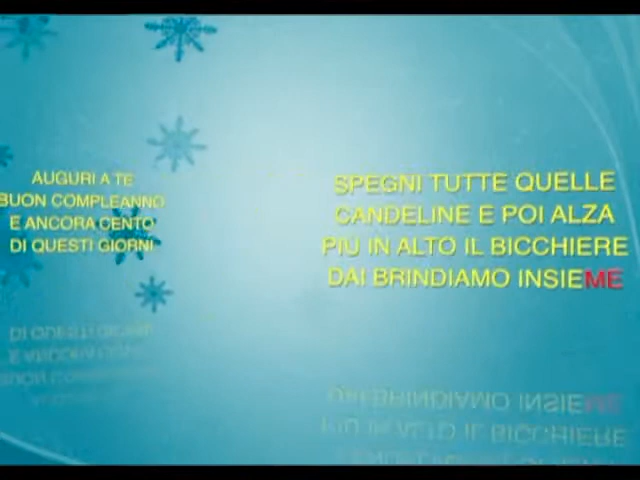 AUGURI A TE
BUON COMPLEANNO
E ANCORA CENTO
DI QUESTI GIORNI
SPEGNI TUTTE QUELLE
CANDELINE E POI ALZA
PIU IN ALTO IL BICCHIERE
DAI BRINDIAMO INSIEME